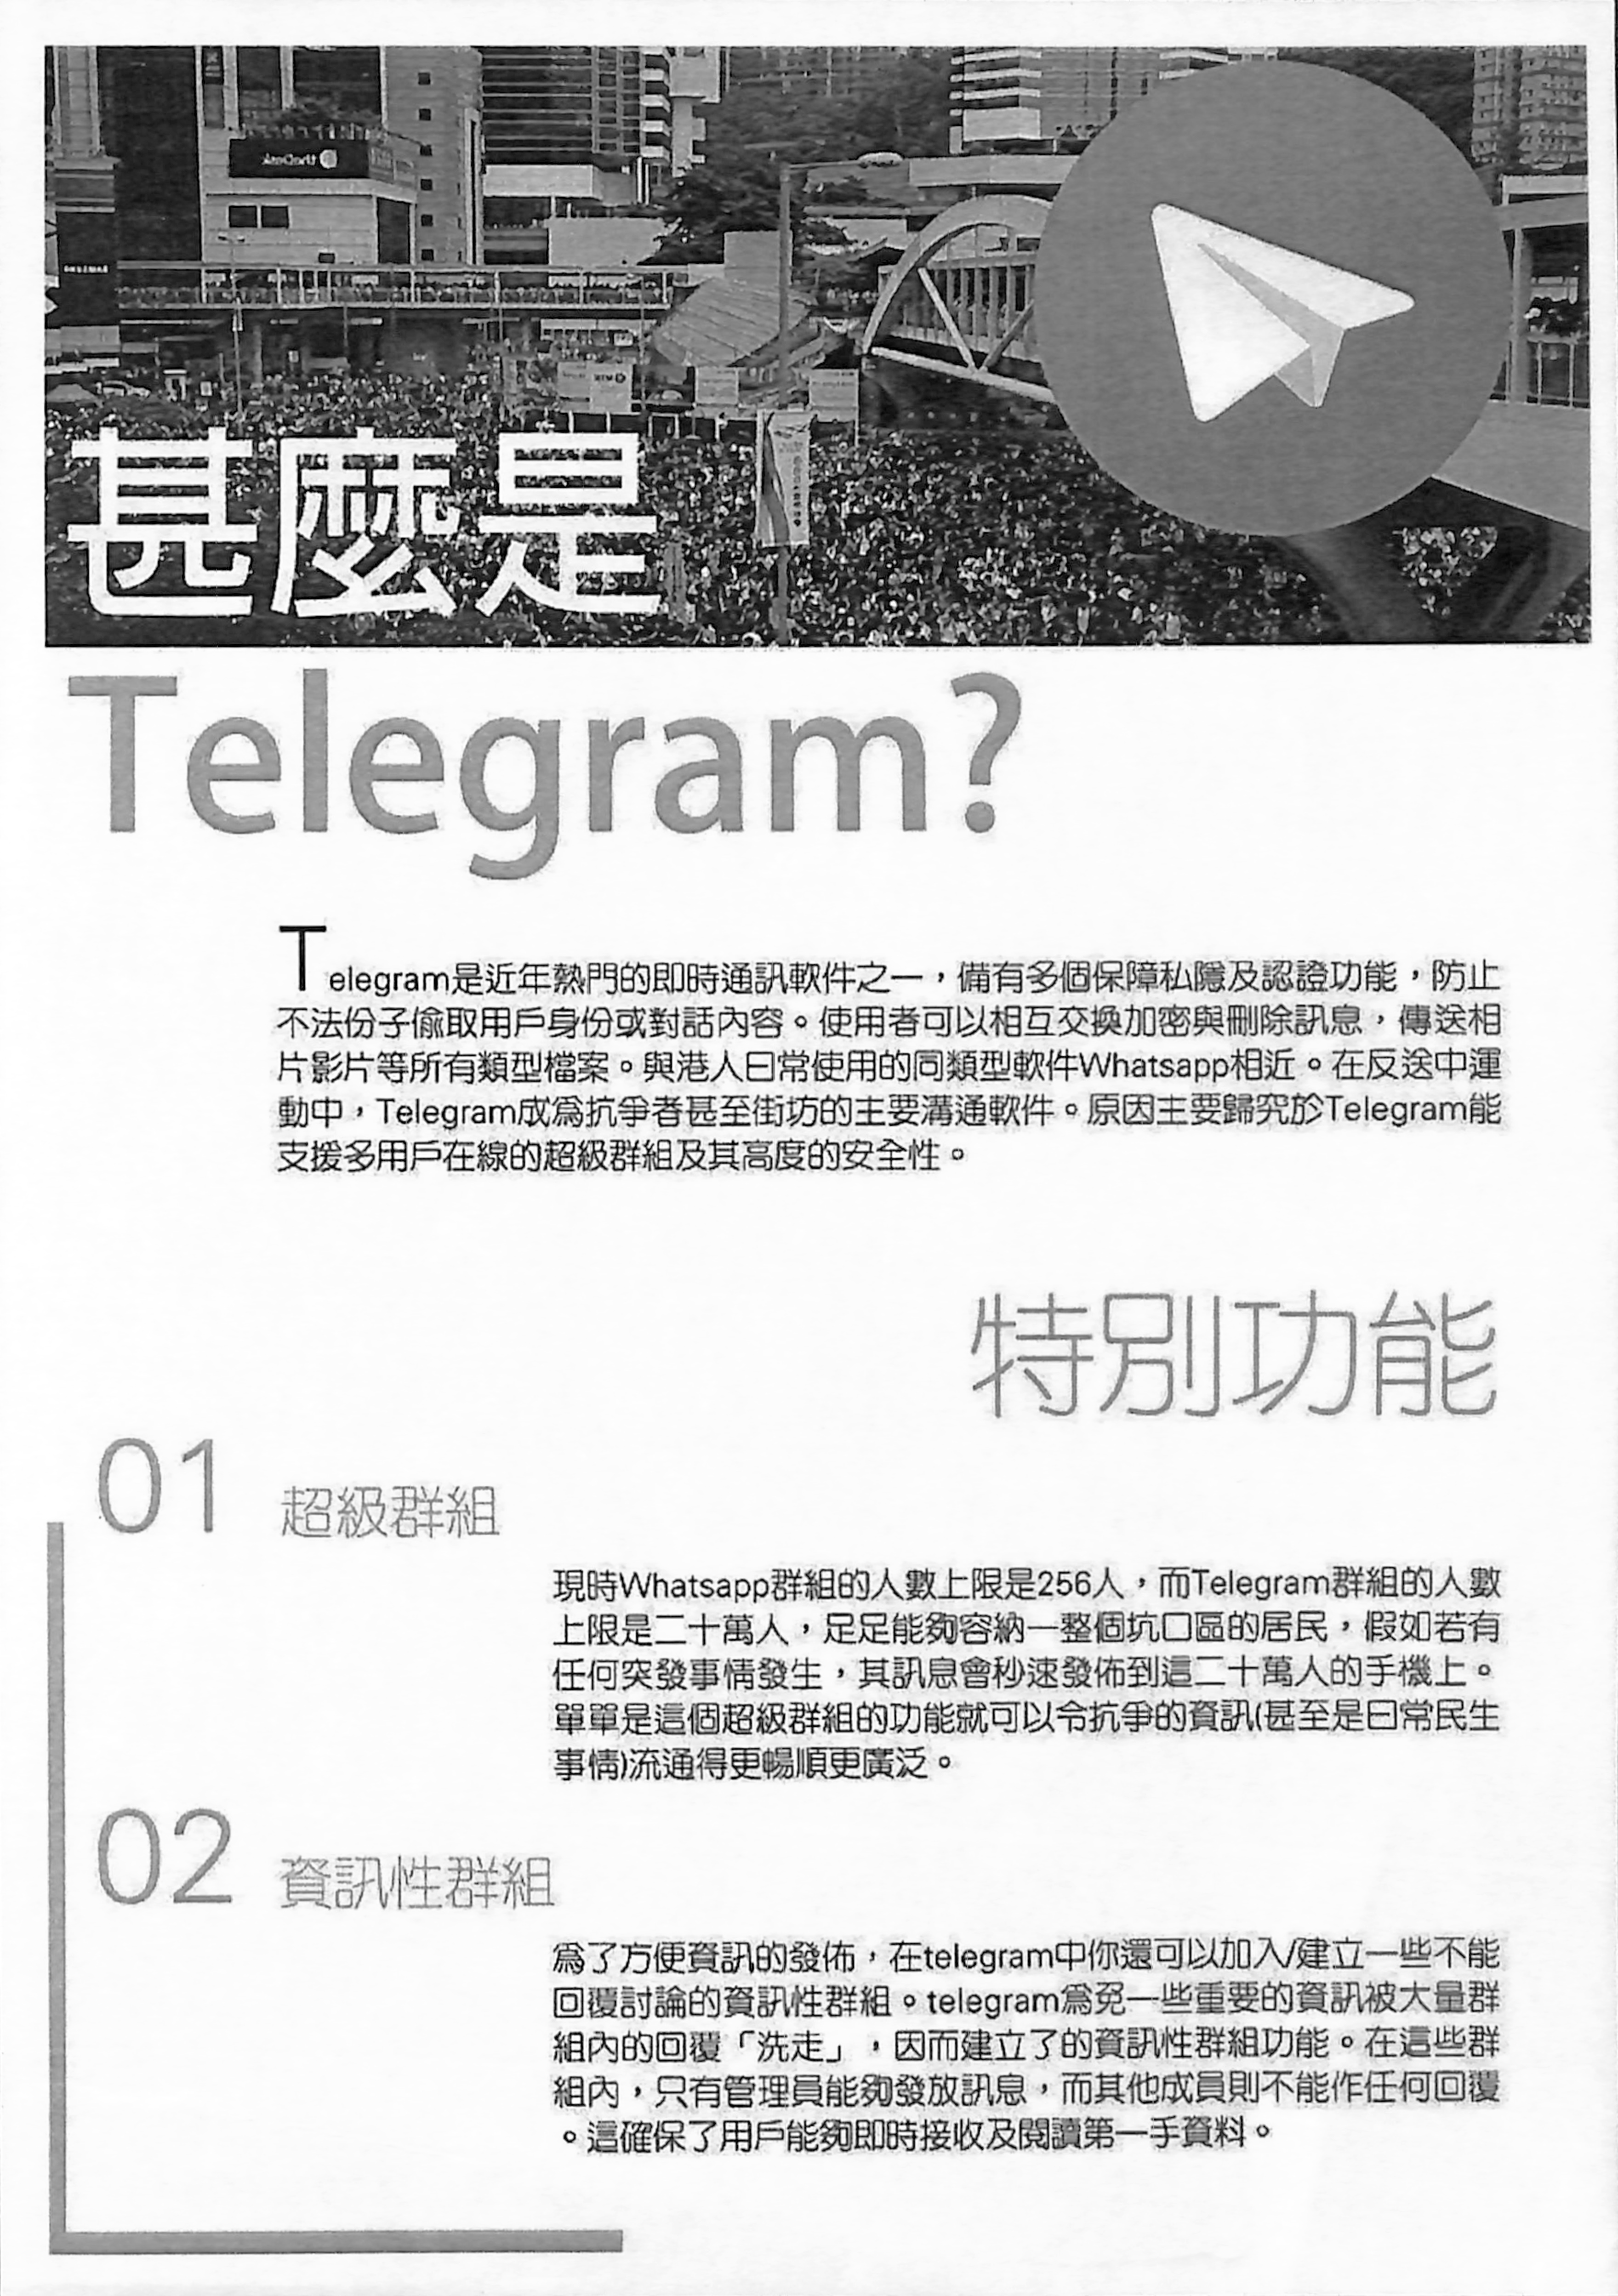 甚麼是
Telegram?
Telegram是近年熱門的即時通訊軟件之一，備有多個保障私隱及認證功能，防止
不法份子偷取用戶身份或對話內容。使用者可以相互交換加密與刪除訊息，傳送相
片影片等所有類型檔案。與港人日常使用的同類型軟件Whatsapp相近。在反送中運
動中，Telegram成為抗爭者甚至街坊的主要溝通軟件。原因主要歸究於Telegram能
支援多用戶在線的超級群組及其高度的安全性。
特別功能
01 超級群組
現時Whatsapp群組的人數上限是256人，而Telegram群組的人數
上限是二十萬人，足足能夠容納一整個坑口區的居民，假如若有
任何突發事情發生，其訊息會秒速發佈到這二十萬人的手機上。
單單是這個超級群組的功能就可以令抗爭的資訊(甚至是日常民生
事情)流通得更暢順更廣泛。
02 資訊性群組
為了方便資訊的發佈，在telegram中你還可以加入/建立一些不能
回覆討論的資訊性群組。telegram為免一些重要的資訊被大量群
組內的回覆「洗走」，因而建立了的資訊性群組功能。在這些群
組內，只有管理員能夠發放訊息，而其他成員則不能作任何回覆
。這確保了用戶能夠即時接收及閱讀第一手資料。